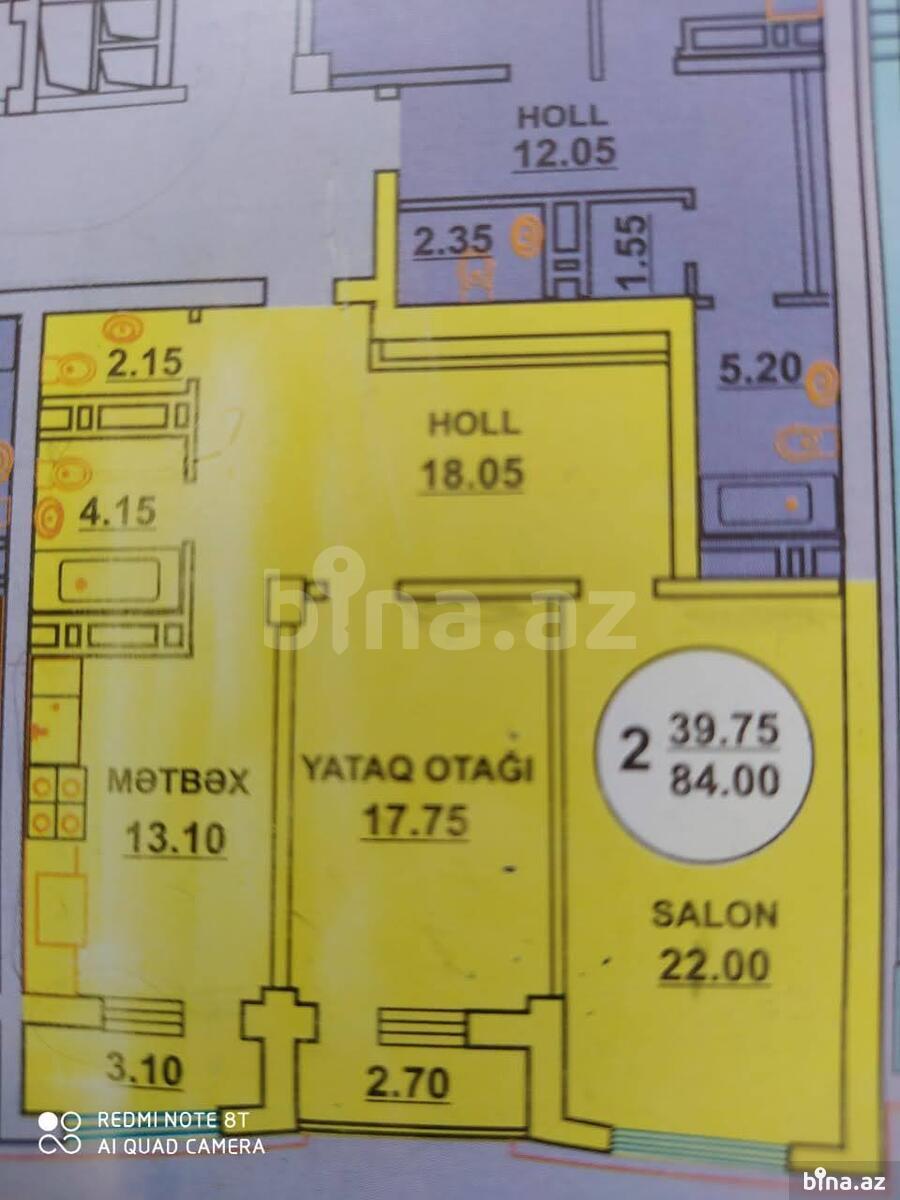 HOLL
12.05
2.35
1.55
5.20
2.15
HOLL
18.05
4.15
bina.az
2 39.75
84.00
MƏTBƏX
13.10
YATAQ OTAĞI
17.75
SALON
22.00
3.10
2.70
REDMI NOTE 8T
AI QUAD CAMERA
bina.az